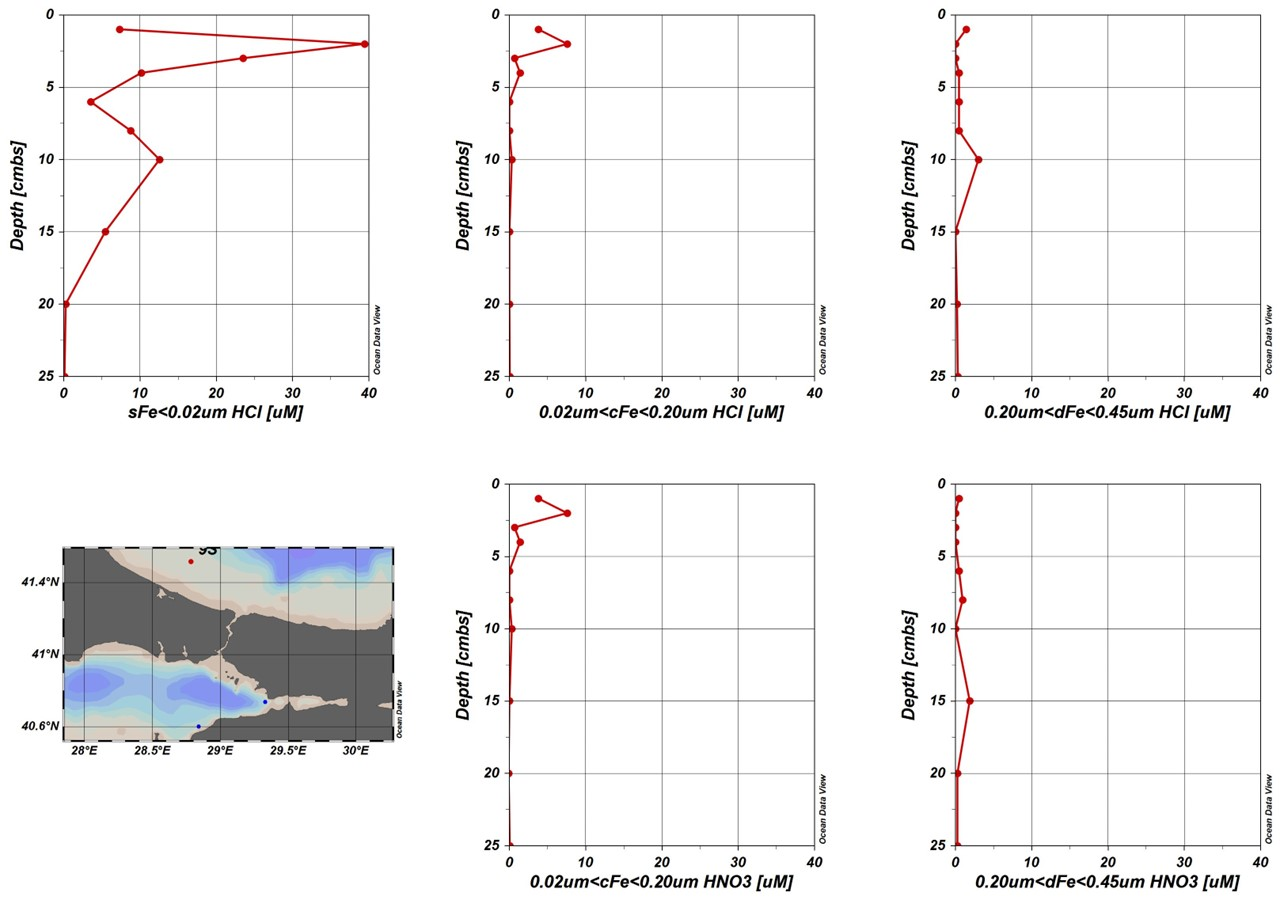 0
5
10
15
20
25
Depth [cmbs]
0 10 20 30 40
sFe<0.02um HCl [uM]
Ocean Data View
0
5
10
15
20
25
Depth [cmbs]
0 10 20 30 40
0.02um<cFe<0.20um HCl [uM]
Ocean Data View
0
5
10
15
20
25
Depth [cmbs]
0 10 20 30 40
0.20um<dFe<0.45um HCl [uM]
Ocean Data View
41.4°N
41°N
40.6°N
28°E 28.5°E 29°E 29.5°E 30°E
Ocean Data View
0
5
10
15
20
25
Depth [cmbs]
0 10 20 30 40
0.02um<cFe<0.20um HNO3 [uM]
Ocean Data View
0
5
10
15
20
25
Depth [cmbs]
0 10 20 30 40
0.20um<dFe<0.45um HNO3 [uM]
Ocean Data View